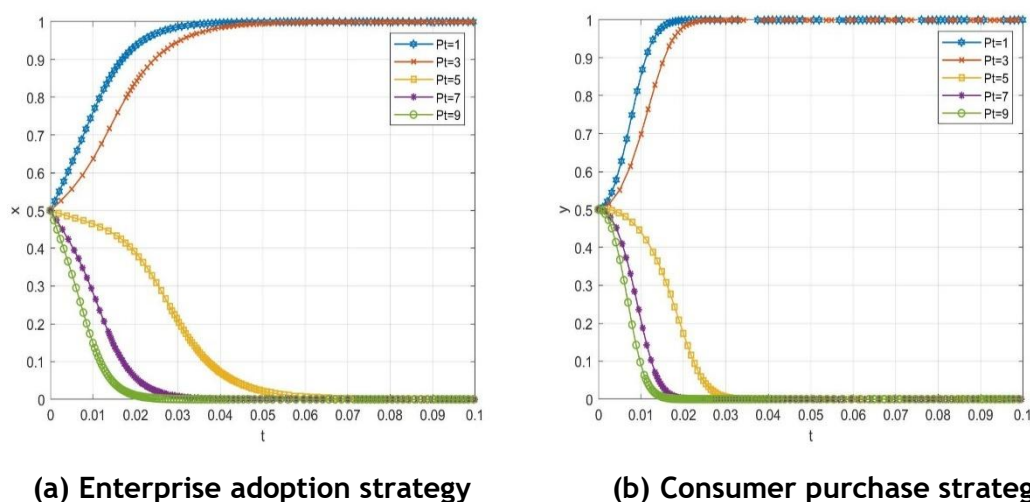 1
0.9
0.8
0.7
0.6
0.5
0.4
0.3
0.2
0.1
0
x
0 0.01 0.02 0.03 0.04 0.05 0.06 0.07 0.08 0.09 0.1
t
Pt=1
Pt=3
Pt=5
Pt=7
Pt=9
(a) Enterprise adoption strategy
1
0.9
0.8
0.7
0.6
0.5
0.4
0.3
0.2
0.1
0
y
0 0.01 0.02 0.03 0.04 0.05 0.06 0.07 0.08 0.09 0.1
t
Pt=1
Pt=3
Pt=5
Pt=7
Pt=9
(b) Consumer purchase strateg